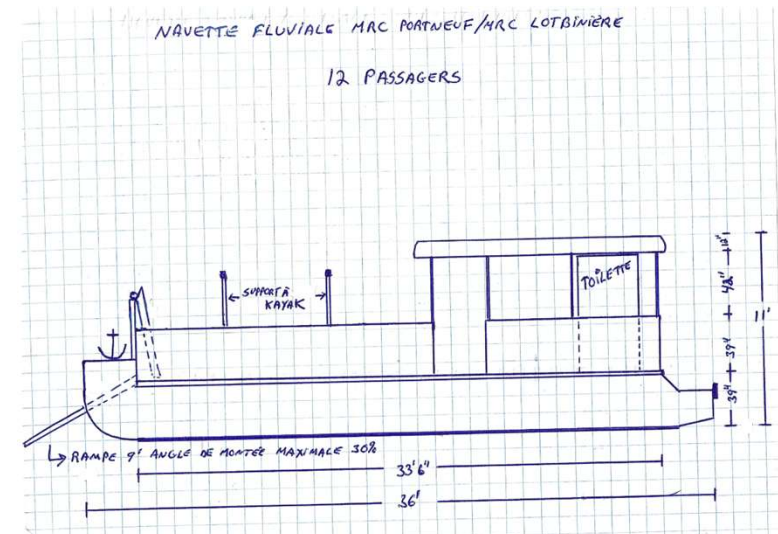 NAVETTE FLUVIALE MRC PORTNEUF/MRC LOTBINIÈRE
12 PASSAGERS
SUPPORT À
KAYAK
TOILETTE
12"
42"
39"
39"
11'
RAMPE 9' ANGLE DE MONTÉE MAXIMALE 30%
33'6"
36'